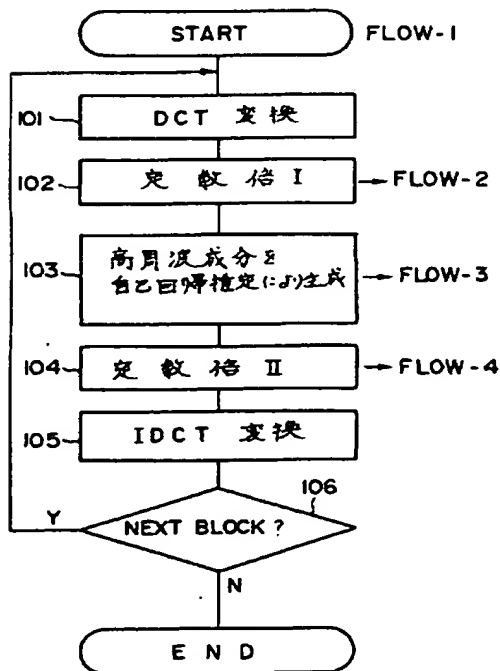 START FLOW-1
101 DCT 変換
102 定数倍 I FLOW-2
103 高周波成分を
自己回帰推定により生成 FLOW-3
104 定数倍 II FLOW-4
105 IDCT 変換
106
Y NEXT BLOCK?
N
END